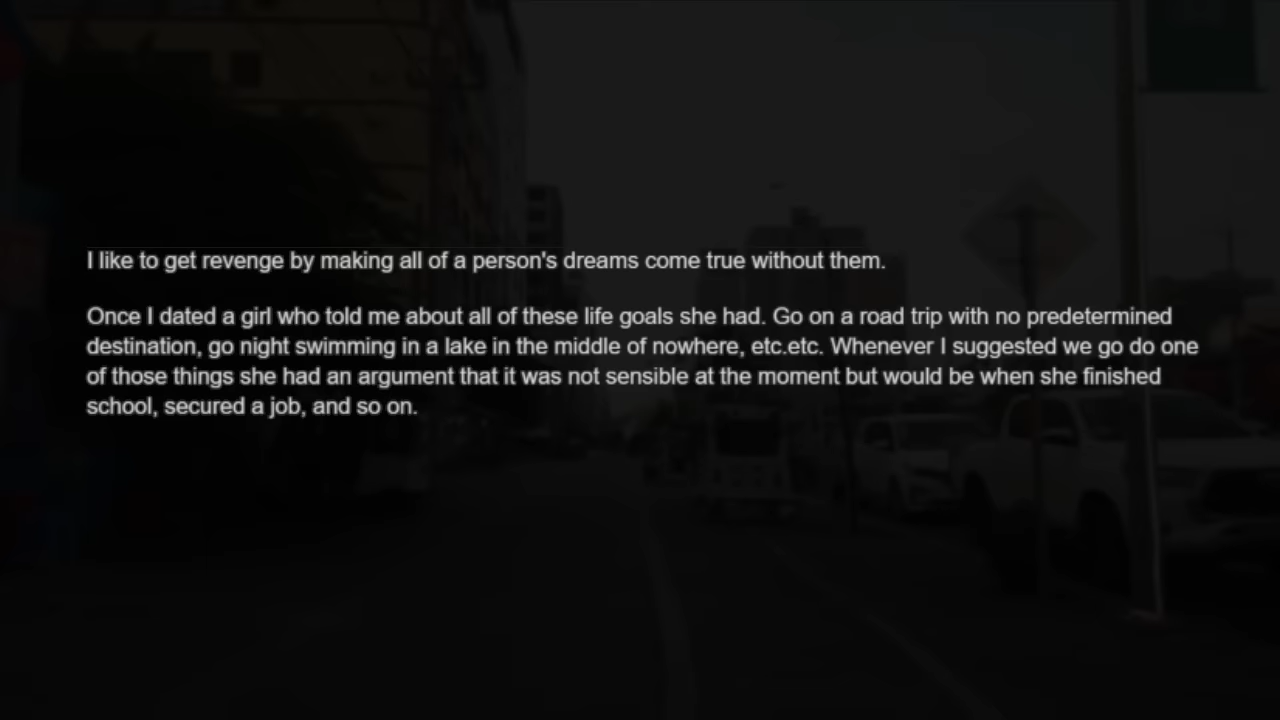 I like to get revenge by making all of a person's dreams come true without them.
Once I dated a girl who told me about all of these life goals she had. Go on a road trip with no predetermined
destination, go night swimming in a lake in the middle of nowhere, etc.etc. Whenever I suggested we go do one
of those things she had an argument that it was not sensible at the moment but would be when she finished
school, secured a job, and so on.